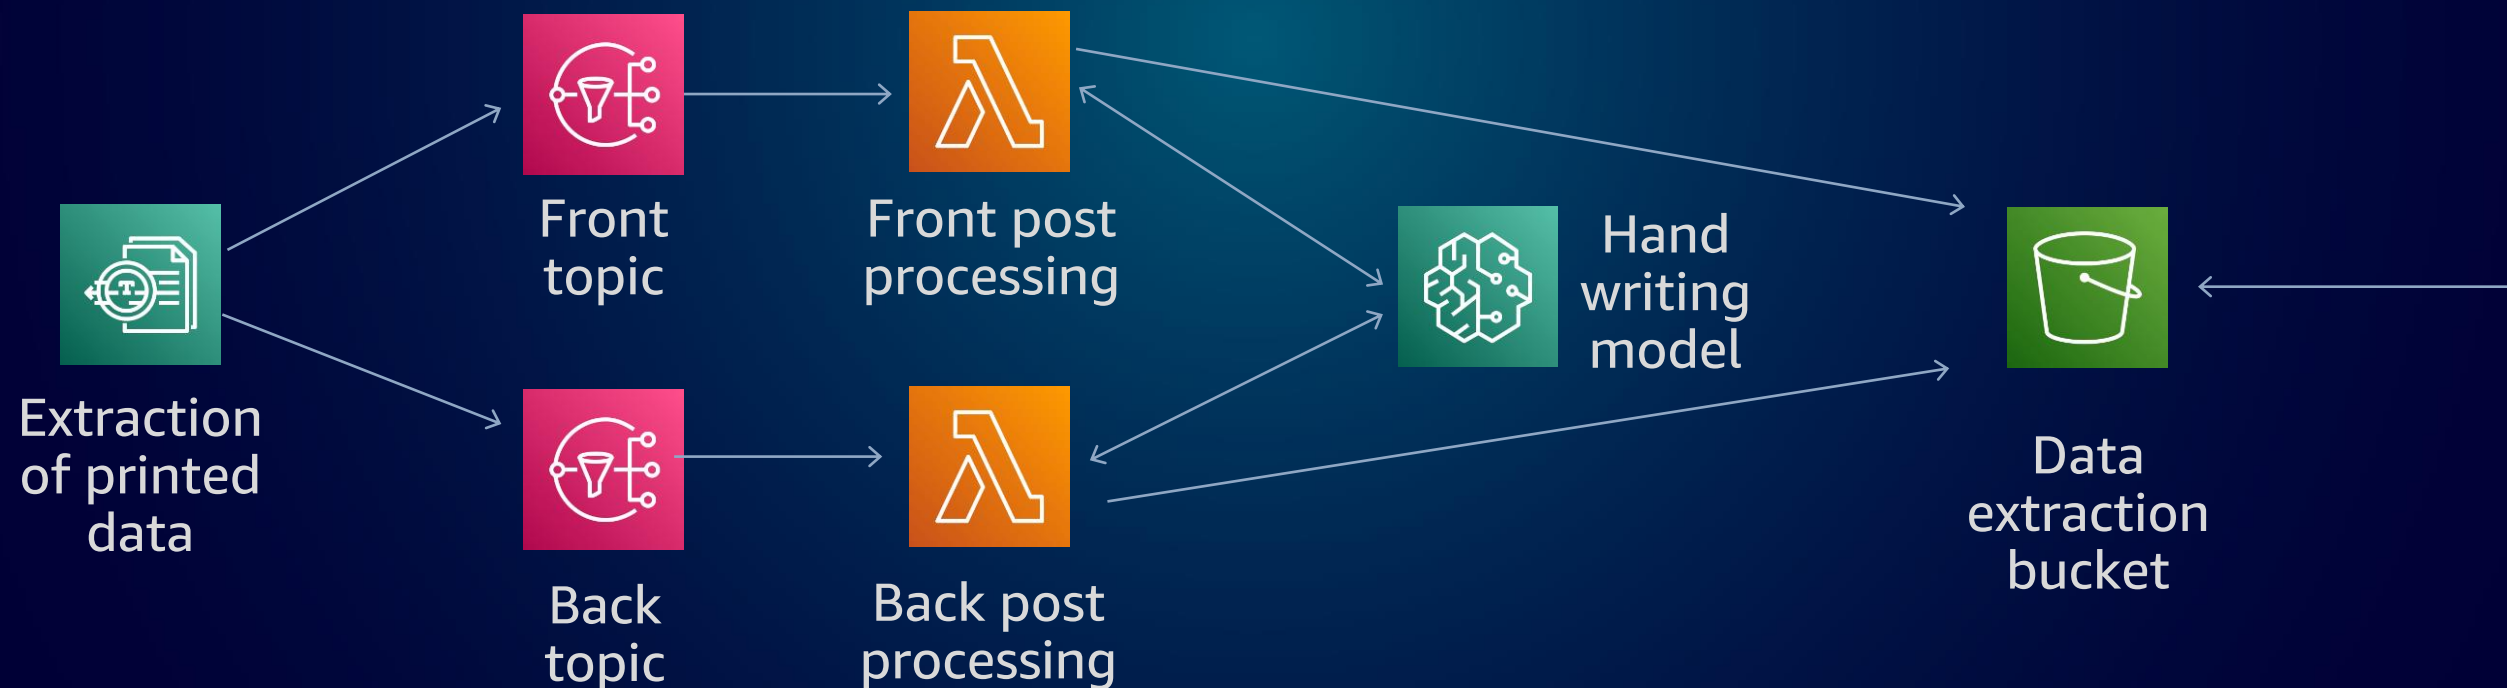 Front
topic
Front post
processing
Hand
writing
model
Extraction
of printed
data
Data
extraction
bucket
Back
topic
Back post
processing